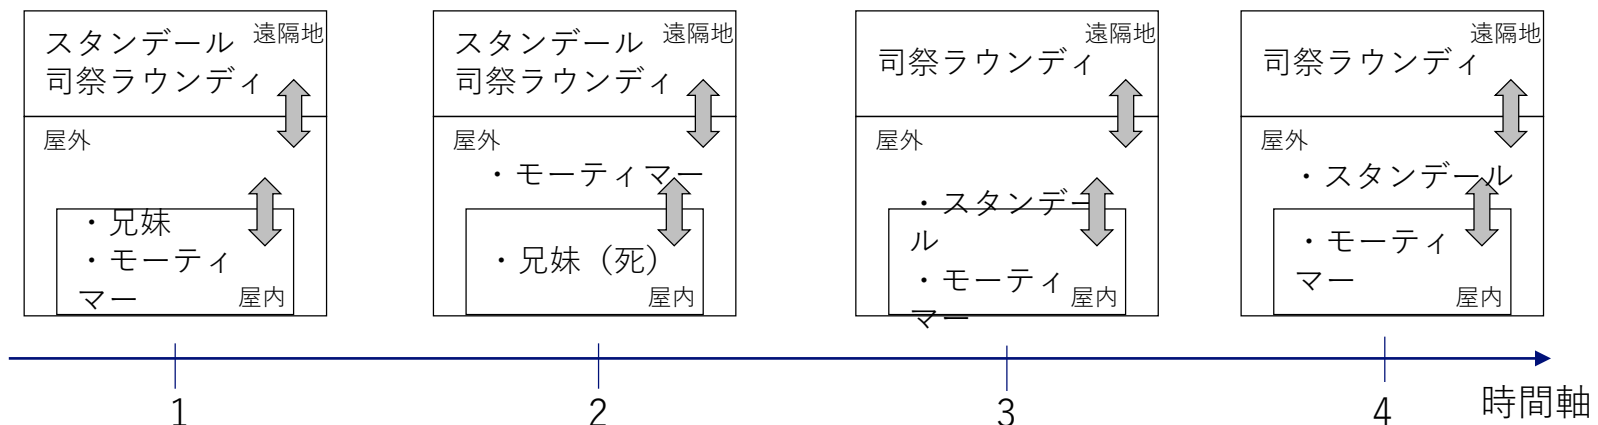 スタンデール
司祭ラウンディ
遠隔地
屋外
・兄妹
・モーティ
マー
屋内
スタンデール
司祭ラウンディ
遠隔地
屋外
・モーティマー
・兄妹（死）
屋内
司祭ラウンディ
遠隔地
屋外
・スタンデー
ル
・モーティ
マー
屋内
司祭ラウンディ
遠隔地
屋外
・スタンデール
・モーティ
マー
屋内
1
2
3
4
時間軸